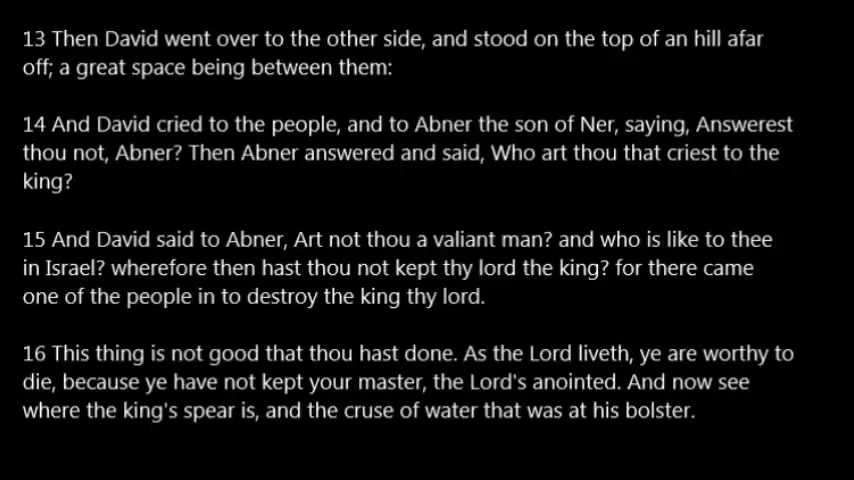 13 Then David went over to the other side, and stood on the top of an hill afar
off; a great space being between them:
14 And David cried to the people, and to Abner the son of Ner, saying, Answerest
thou not, Abner? Then Abner answered and said, Who art thou that criest to the
king?
15 And David said to Abner, Art not thou a valiant man? and who is like to thee
in Israel? wherefore then hast thou not kept thy lord the king? for there came
one of the people in to destroy the king thy lord.
16 This thing is not good that thou hast done. As the Lord liveth, ye are worthy to
die, because ye have not kept your master, the Lord's anointed. And now see
where the king's spear is, and the cruse of water that was at his bolster.